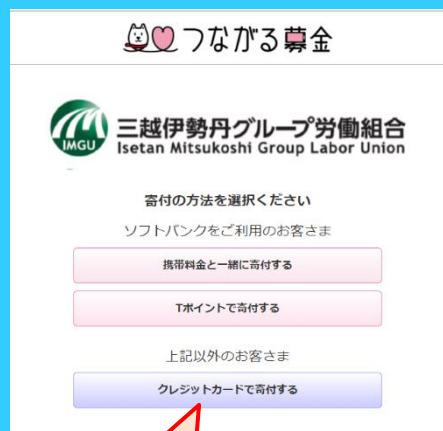 つながる募金
IMGU
三越伊勢丹グループ労働組合
Isetan Mitsukoshi Group Labor Union
寄付の方法を選択ください
ソフトバンクをご利用のお客さま
携帯料金と一緒に寄付する
Tポイントで寄付する
上記以外のお客さま
クレジットカードで寄付する